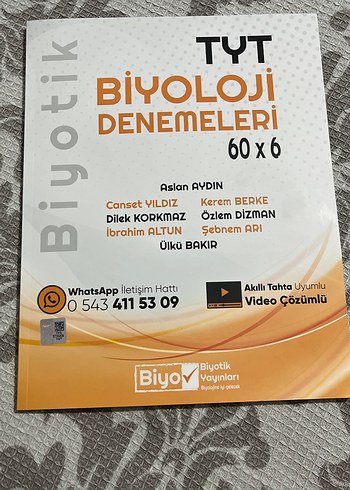 Biyotik
TYT
BİYOLOJİ
DENEMELERİ
60 x 6
Aslan AYDIN
Canset YILDIZ Kerem BERKE
Dilek KORKMAZ Özlem DİZMAN
İbrahim ALTUN Şebnem ARI
Ülkü BAKIR
WhatsApp İletişim Hattı
0 543 411 53 09
Akıllı Tahta Uyumlu
Video Çözümlü
Biyo
Biyotik
Yayınları